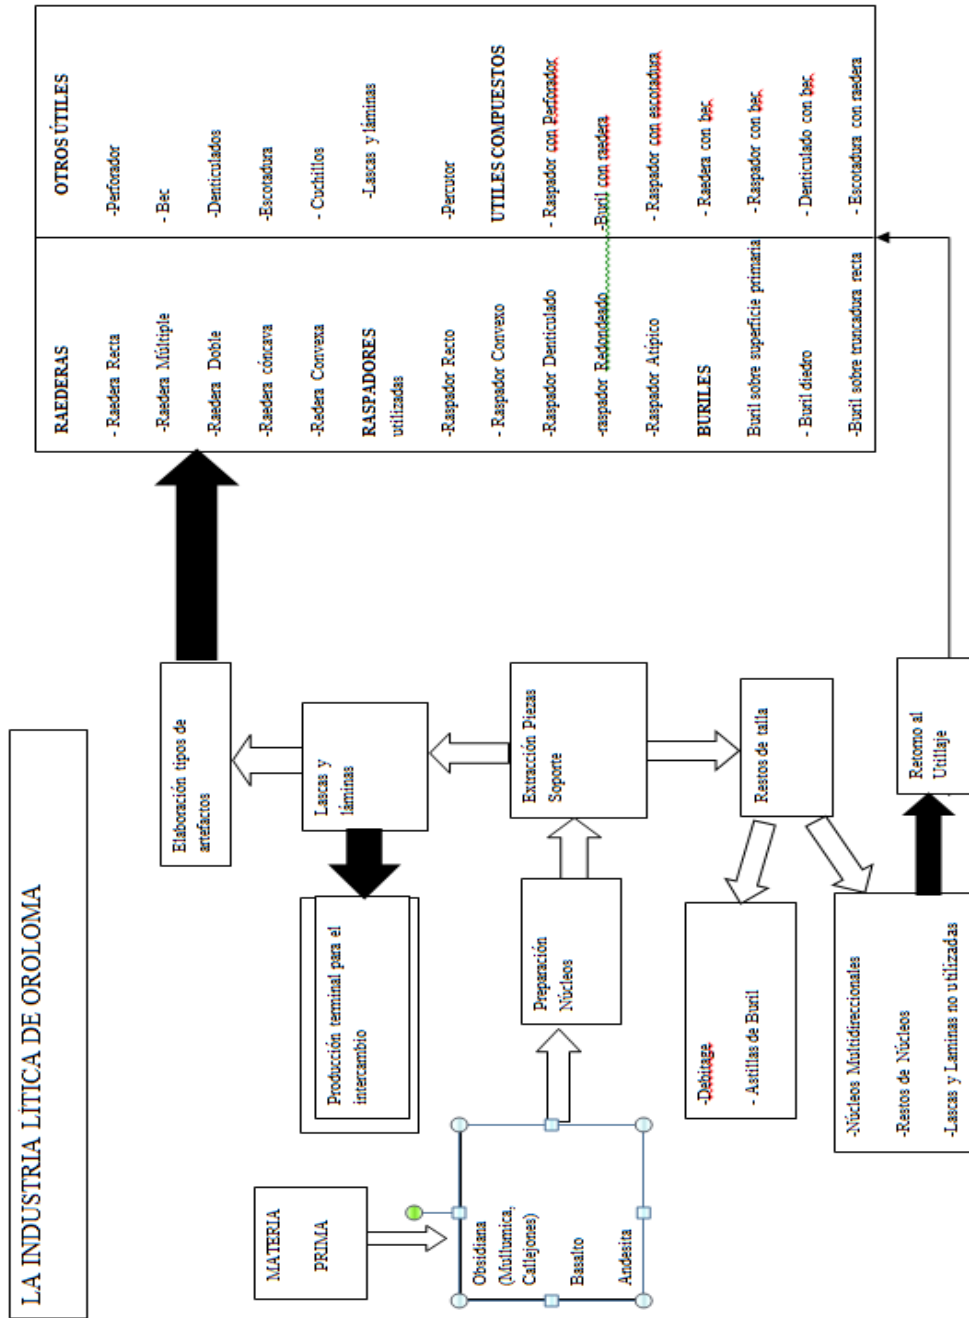 LA INDUSTRIA LÍTICA DE OROLOMA
MATERIA
PRIMA
Obsidiana
(Mullumica,
Callejones)
Basalto
Andesita
Preparación
Núcleos
Extracción Piezas
Soporte
Lascas y
láminas
Producción terminal para el
intercambio
Elaboración tipos de
artefactos
Restos de talla
-Debitage
- Astillas de Buril
-Núcleos Multidireccionales
-Restos de Núcleos
-Lascas y Laminas no utilizadas
Retorno al
Utillaje
RAEDERAS
- Raedera Recta
-Raedera Múltiple
-Raedera Doble
-Raedera cóncava
-Redera Convexa
RASPADORES
utilizadas
-Raspador Recto
- Raspador Convexo
-Raspador Denticulado
-raspador Redondeado
-Raspador Atípico
BURILES
Buril sobre superficie primaria
- Buril diedro
-Buril sobre truncadura recta
OTROS ÚTILES
-Perforador
- Bec
-Denticulados
-Escotadura
- Cuchillos
-Lascas y láminas
-Percutor
UTILES COMPUESTOS
- Raspador con Perforador
-Buril con raedera
- Raspador con escotadura
- Raedera con bec
- Raspador con bec
- Denticulado con bec
- Escotadura con raedera